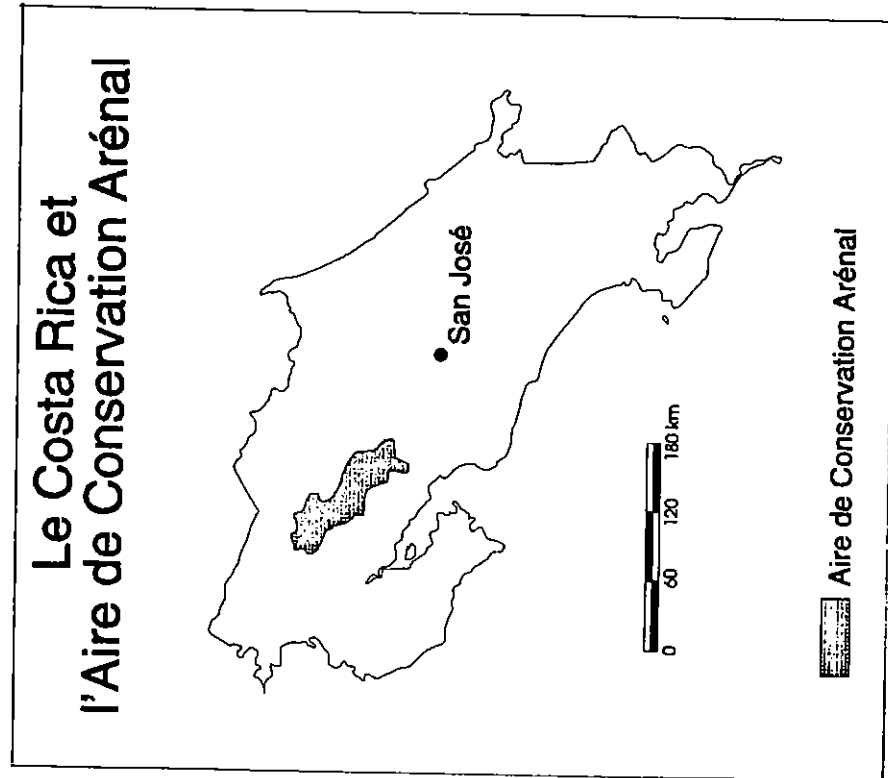 Le Costa Rica et
l'Aire de Conservation Arénal
San José
0 60 120 180 km
Aire de Conservation Arénal